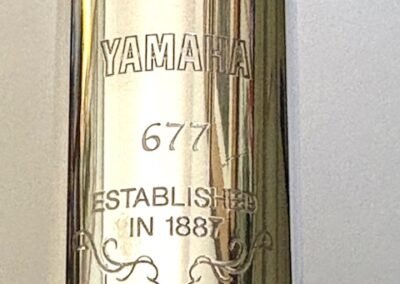 YAMAHA
677
ESTABLISHED
IN 1887